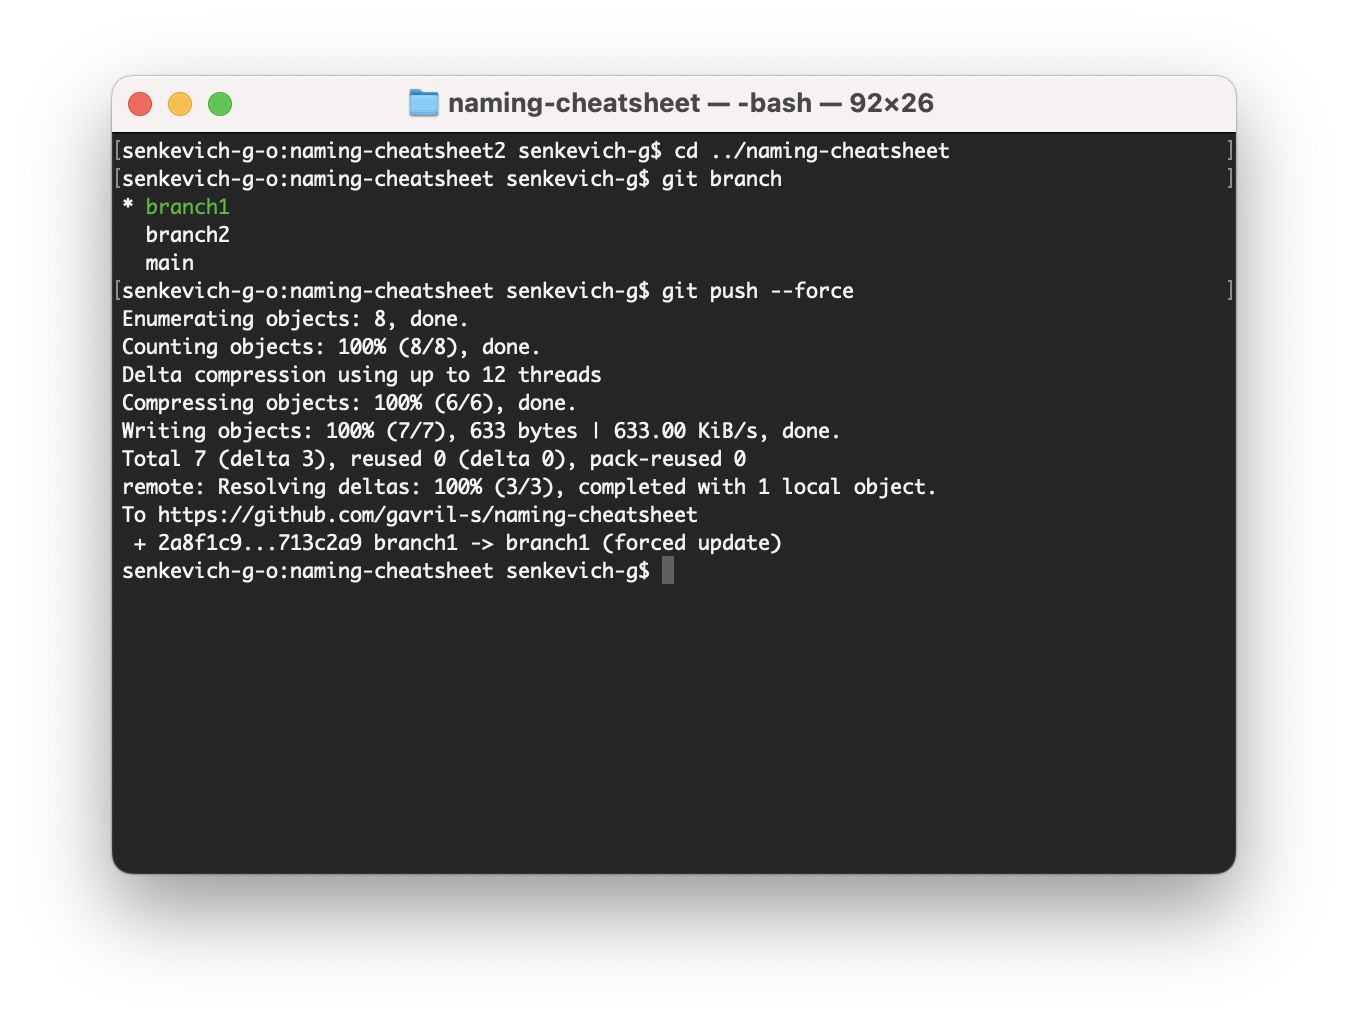 naming-cheatsheet — -bash — 92×26
[senkevich-g-o:naming-cheatsheet2 senkevich-g$ cd ../naming-cheatsheet ]
[senkevich-g-o:naming-cheatsheet senkevich-g$ git branch ]
* branch1
  branch2
  main
[senkevich-g-o:naming-cheatsheet senkevich-g$ git push --force ]
Enumerating objects: 8, done.
Counting objects: 100% (8/8), done.
Delta compression using up to 12 threads
Compressing objects: 100% (6/6), done.
Writing objects: 100% (7/7), 633 bytes | 633.00 KiB/s, done.
Total 7 (delta 3), reused 0 (delta 0), pack-reused 0
remote: Resolving deltas: 100% (3/3), completed with 1 local object.
To https://github.com/gavril-s/naming-cheatsheet
 + 2a8f1c9...713c2a9 branch1 -> branch1 (forced update)
senkevich-g-o:naming-cheatsheet senkevich-g$